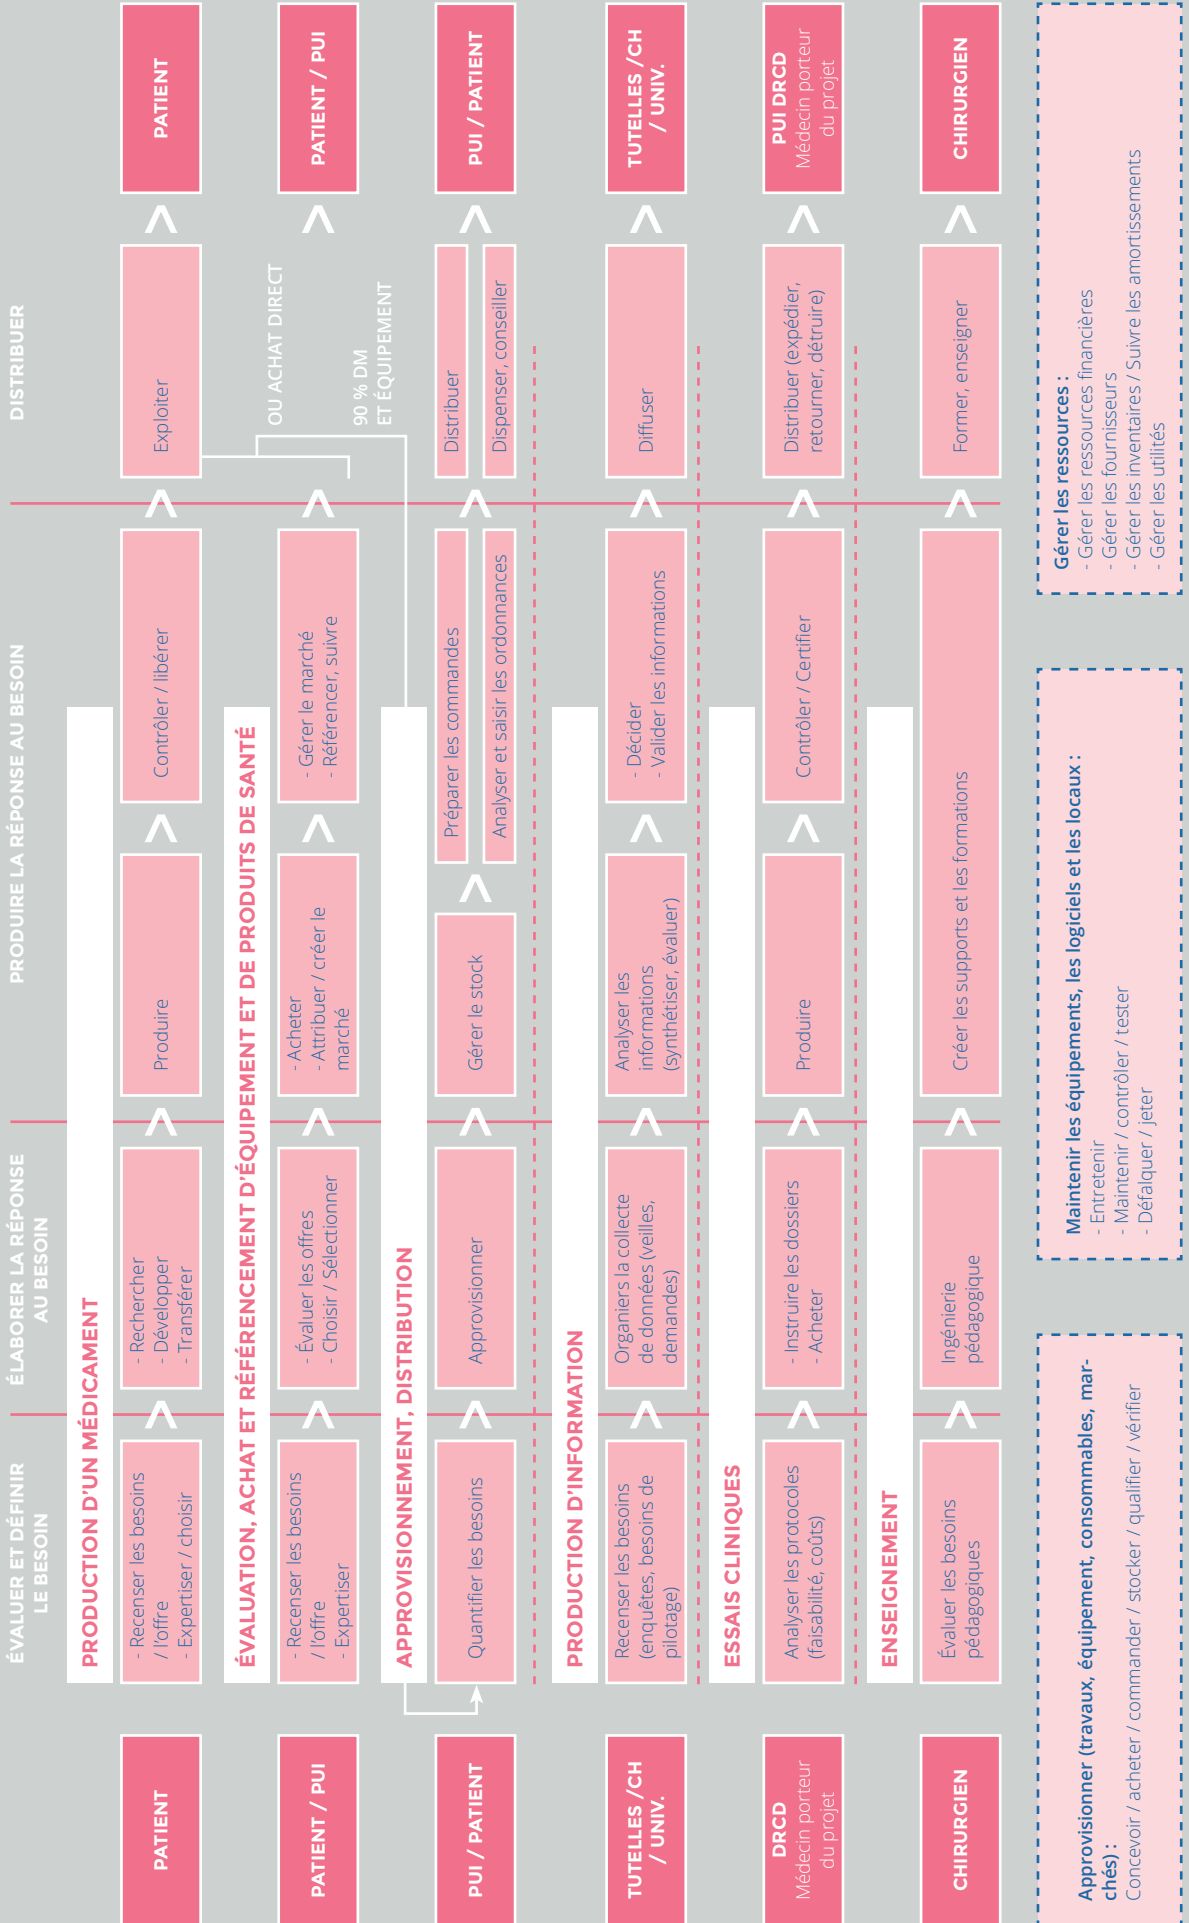 ÉVALUER ET DÉFINIR
LE BESOIN
ÉLABORER LA RÉPONSE
AU BESOIN
PRODUIRE LA RÉPONSE AU BESOIN
DISTRIBUER
PRODUCTION D'UN MÉDICAMENT
PATIENT
- Recenser les besoins
/ l'offre
- Expertiser / choisir
>
- Rechercher
- Développer
- Transférer
>
Produire
>
Contrôler / libérer
>
Exploiter
>
PATIENT
ÉVALUATION, ACHAT ET RÉFÉRENCEMENT D'ÉQUIPEMENT ET DE PRODUITS DE SANTÉ
OU ACHAT DIRECT
PATIENT / PUI
- Recenser les besoins
/ l'offre
- Expertiser
>
- Évaluer les offres
- Choisir / Sélectionner
>
- Acheter
- Attribuer / créer le
marché
>
- Gérer le marché
- Référencer, suivre
>
>
PATIENT / PUI
APPROVISIONNEMENT, DISTRIBUTION
90 % DM
ET ÉQUIPEMENT
PUI / PATIENT
Quantifier les besoins
>
Approvisionner
>
Gérer le stock
>
Préparer les commandes
Analyser et saisir les ordonnances
>
Distribuer
Dispenser, conseiller
>
PUI / PATIENT
PRODUCTION D'INFORMATION
TUTELLES /CH
/ UNIV.
Recenser les besoins
(enquêtes, besoins de
pilotage)
>
Organiers la collecte
de données (veilles,
demandes)
>
Analyser les
informations
(synthétiser, évaluer)
>
- Décider
- Valider les informations
>
Diffuser
>
TUTELLES /CH
/ UNIV.
ESSAIS CLINIQUES
DRCD
Médecin porteur
du projet
Analyser les protocoles
(faisabilité, coûts)
>
- Instruire les dossiers
- Acheter
>
Produire
>
Contrôler / Certifier
>
Distribuer (expédier,
retourner, détruire)
>
PUI DRCD
Médecin porteur
du projet
ENSEIGNEMENT
CHIRURGIEN
Évaluer les besoins
pédagogiques
>
Ingénierie
pédagogique
>
Créer les supports et les formations
>
Former, enseigner
>
CHIRURGIEN
Approvisionner (travaux, équipement, consommables, mar-
chés) :
Concevoir / acheter / commander / stocker / qualifier / vérifier
Maintenir les équipements, les logiciels et les locaux :
- Entretenir
- Maintenir / contrôler / tester
- Défalquer / jeter
Gérer les ressources :
- Gérer les ressources financières
- Gérer les fournisseurs
- Gérer les inventaires / Suivre les amortissements
- Gérer les utilités